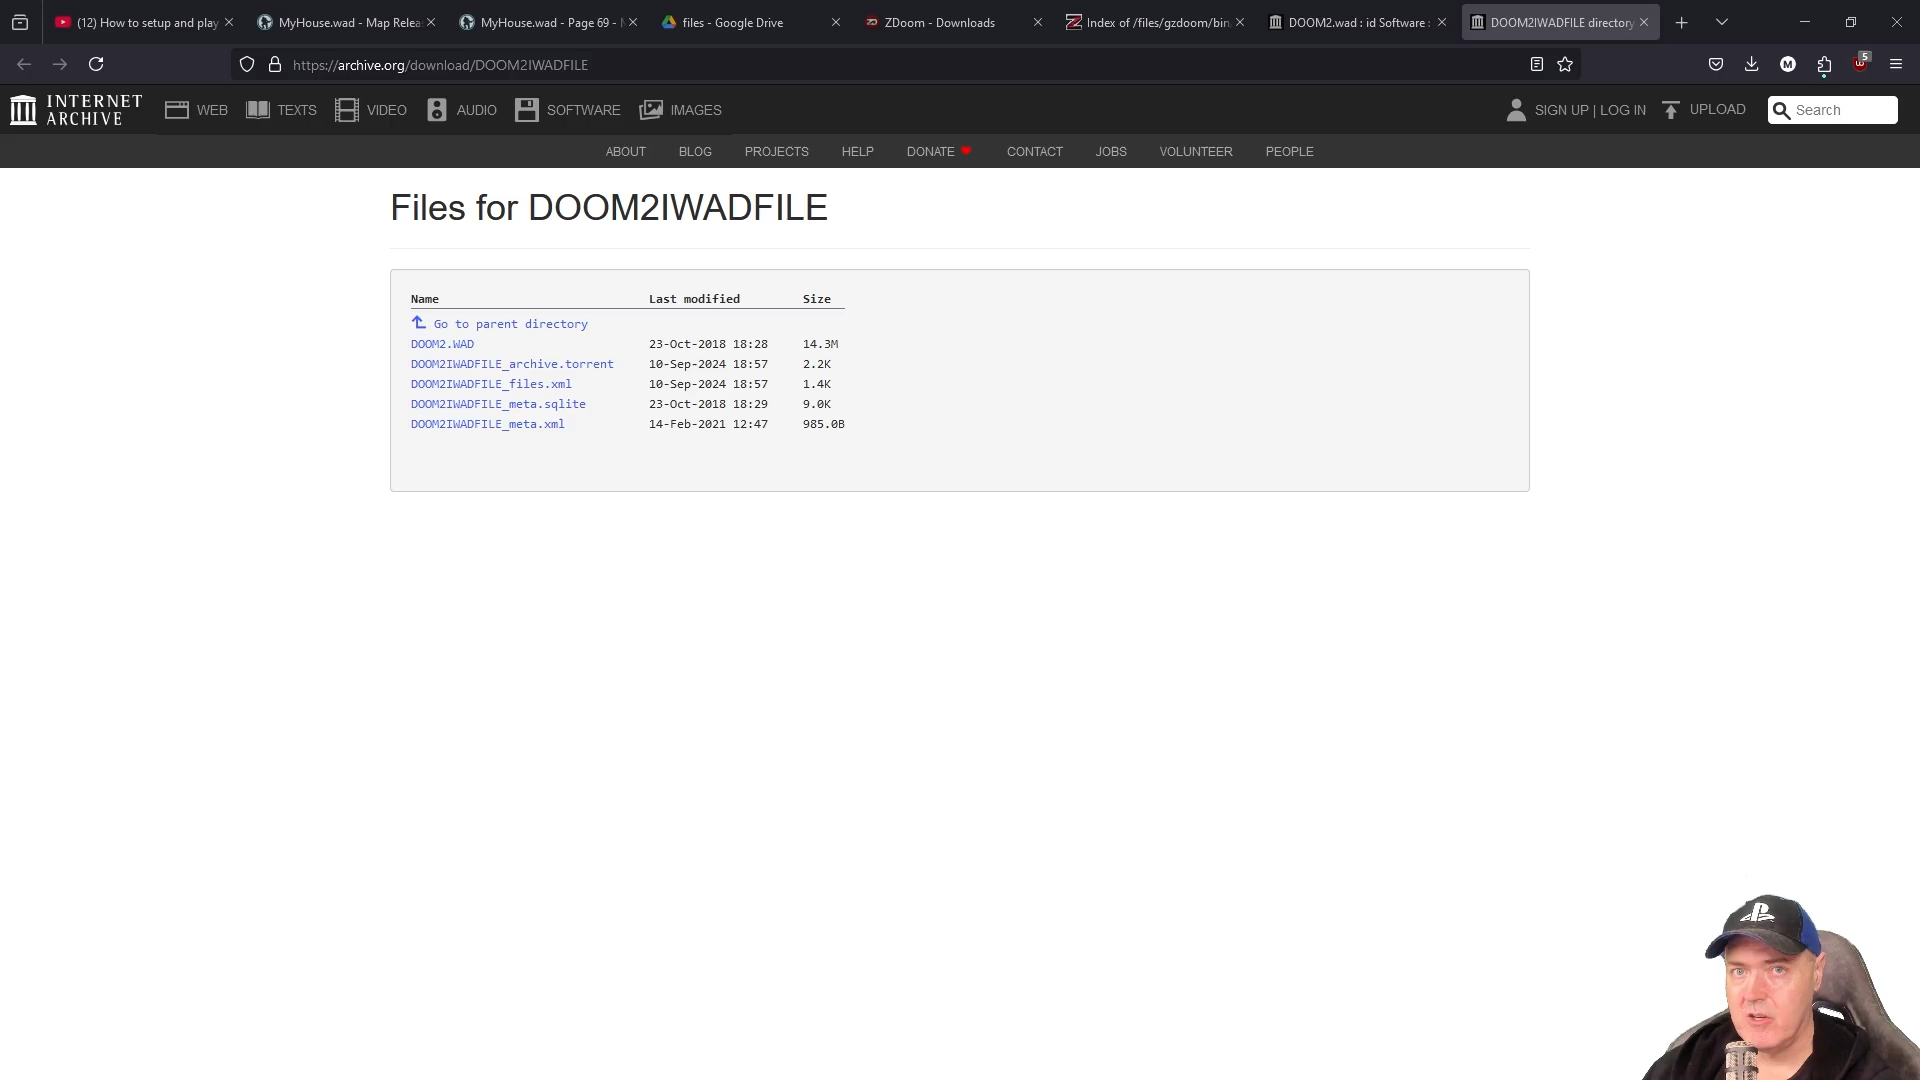 (12) How to setup and play
MyHouse.wad - Map Relea
MyHouse.wad - Page 69 -
files - Google Drive
ZDoom - Downloads
Index of /files/gzdoom/bin
DOOM2.wad : id Software :
DOOM2IWADFILE directory
https://archive.org/download/DOOM2IWADFILE
M
5
INTERNET ARCHIVE
WEB
TEXTS
VIDEO
AUDIO
SOFTWARE
IMAGES
SIGN UP | LOG IN
UPLOAD
Search
ABOUT
BLOG
PROJECTS
HELP
DONATE
CONTACT
JOBS
VOLUNTEER
PEOPLE
Files for DOOM2IWADFILE
Name Last modified Size
Go to parent directory
DOOM2.WAD 23-Oct-2018 18:28 14.3M
DOOM2IWADFILE_archive.torrent 10-Sep-2024 18:57 2.2K
DOOM2IWADFILE_files.xml 10-Sep-2024 18:57 1.4K
DOOM2IWADFILE_meta.sqlite 23-Oct-2018 18:29 9.0K
DOOM2IWADFILE_meta.xml 14-Feb-2021 12:47 985.0B